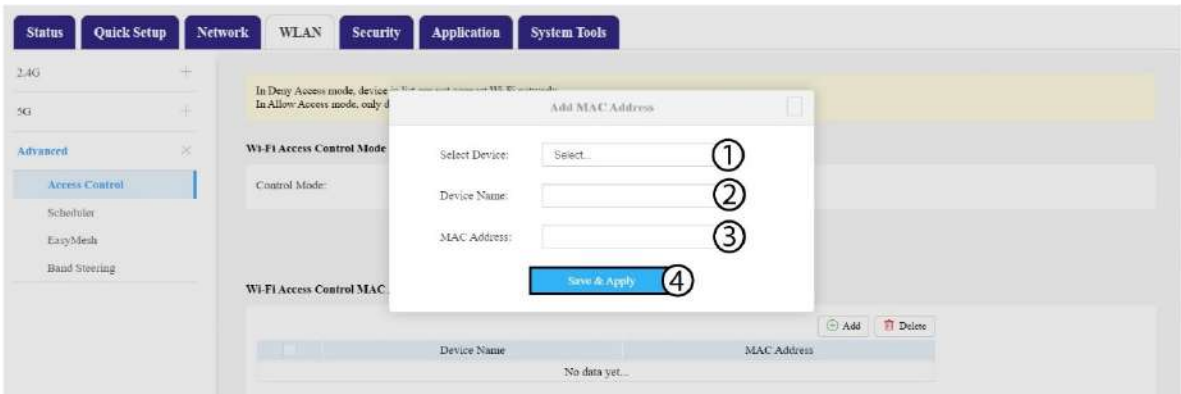 Status Quick Setup Network WLAN Security Application System Tools
2.4G
5G
Advanced
Access Control
Scheduler
EasyMesh
Band Steering
In Deny Access mode, device
In Allow Access mode, only d
Add MAC Address
Wi-Fi Access Control Mode
Control Mode:
Select Device: Select... 1
Device Name: 2
MAC Address: 3
Save & Apply 4
Wi-Fi Access Control MAC
Add Delete
Device Name MAC Address
No data yet...